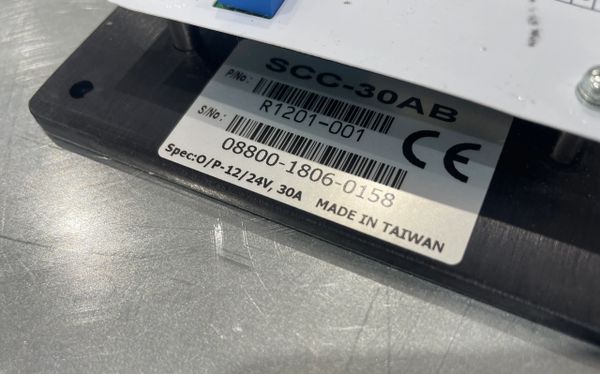 SCC-30AB
P/No:
R1201-001
S/No:
08800-1806-0158
CE
Spec:O/P-12/24V, 30A MADE IN TAIWAN